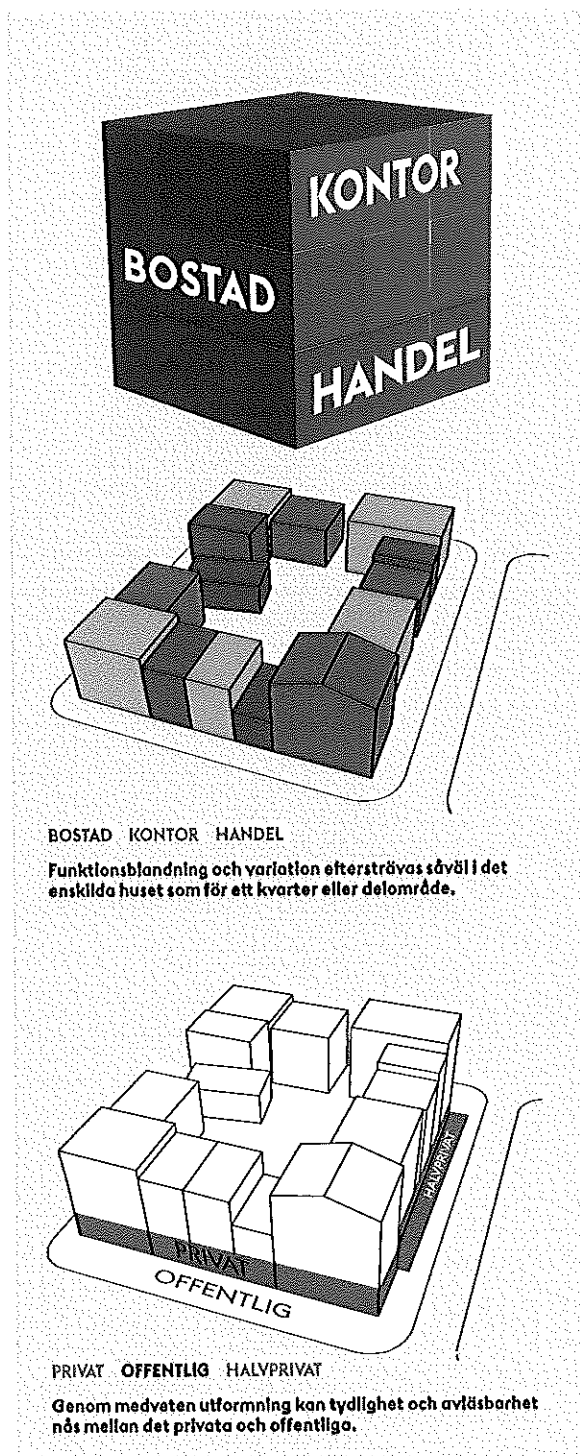 KONTOR
BOSTAD
HANDEL
BOSTAD KONTOR HANDEL
Funktionsblandning och variation eftersträvas såväl i det
enskilda huset som för ett kvarter eller delområde.
HALVPRIVAT
PRIVAT
OFFENTLIG
PRIVAT OFFENTLIG HALVPRIVAT
Genom medveten utformning kan tydlighet och avläsbarhet
nås mellan det privata och offentliga.